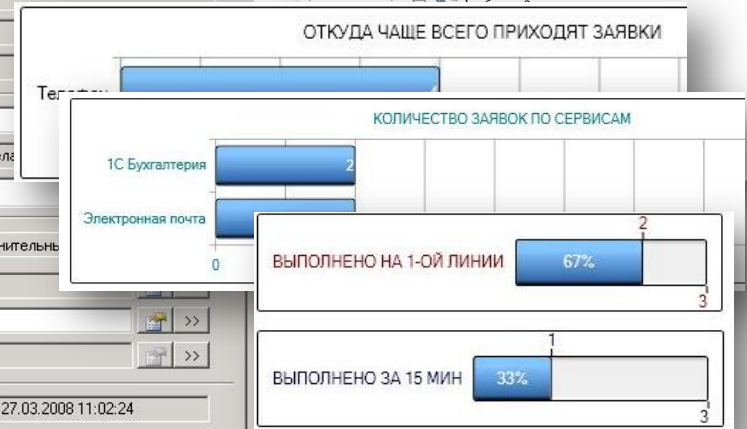 ОТКУДА ЧАЩЕ ВСЕГО ПРИХОДЯТ ЗАЯВКИ
КОЛИЧЕСТВО ЗАЯВОК ПО СЕРВИСАМ
1С Бухгалтерия
2
Электронная почта
0
2
ВЫПОЛНЕНО НА 1-ОЙ ЛИНИИ
67%
3
>>
1
>>
ВЫПОЛНЕНО ЗА 15 МИН
33%
27.03.2008 11:02:24
3